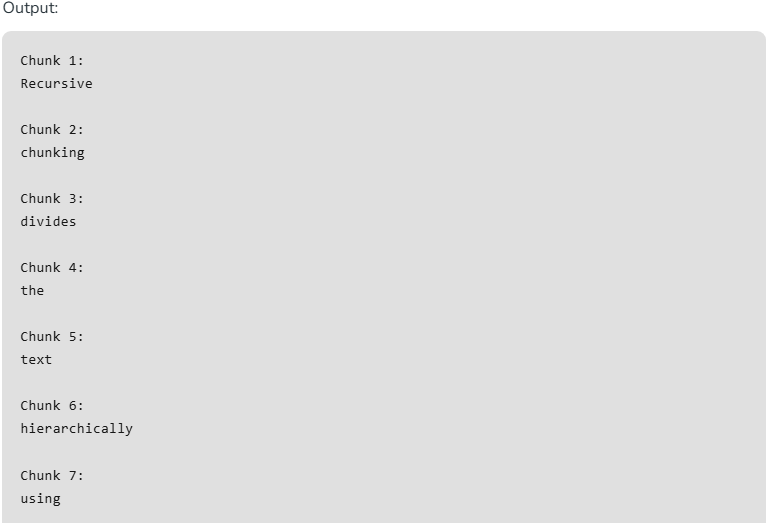 Output:
Chunk 1:
Recursive
Chunk 2:
chunking
Chunk 3:
divides
Chunk 4:
the
Chunk 5:
text
Chunk 6:
hierarchically
Chunk 7:
using